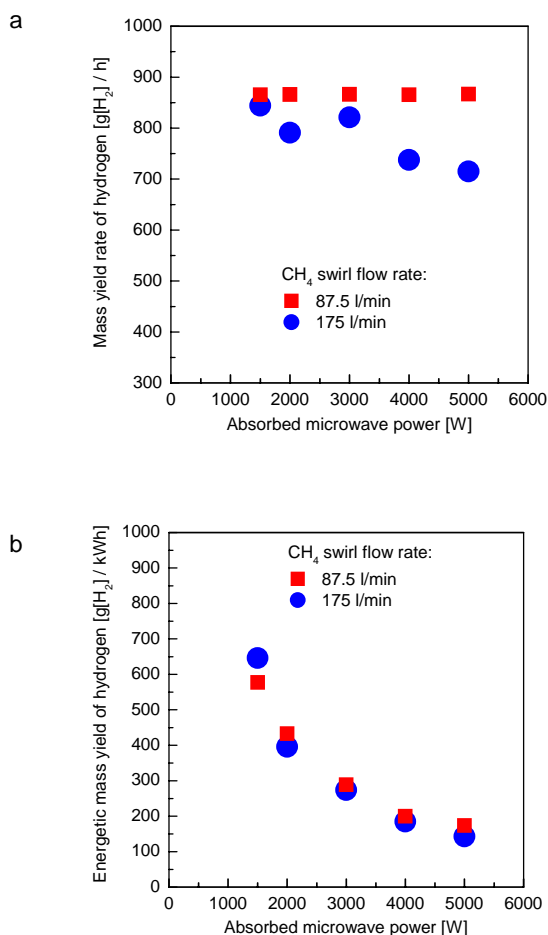 a
Mass yield rate of hydrogen [g[H₂] / h]
1000
900
800
700
600
500
400
300
CH₄ swirl flow rate:
87.5 l/min
175 l/min
0 1000 2000 3000 4000 5000 6000
Absorbed microwave power [W]
b
Energetic mass yield of hydrogen [g[H₂] / kWh]
1000
900
800
700
600
500
400
300
200
100
0
CH₄ swirl flow rate:
87.5 l/min
175 l/min
0 1000 2000 3000 4000 5000 6000
Absorbed microwave power [W]